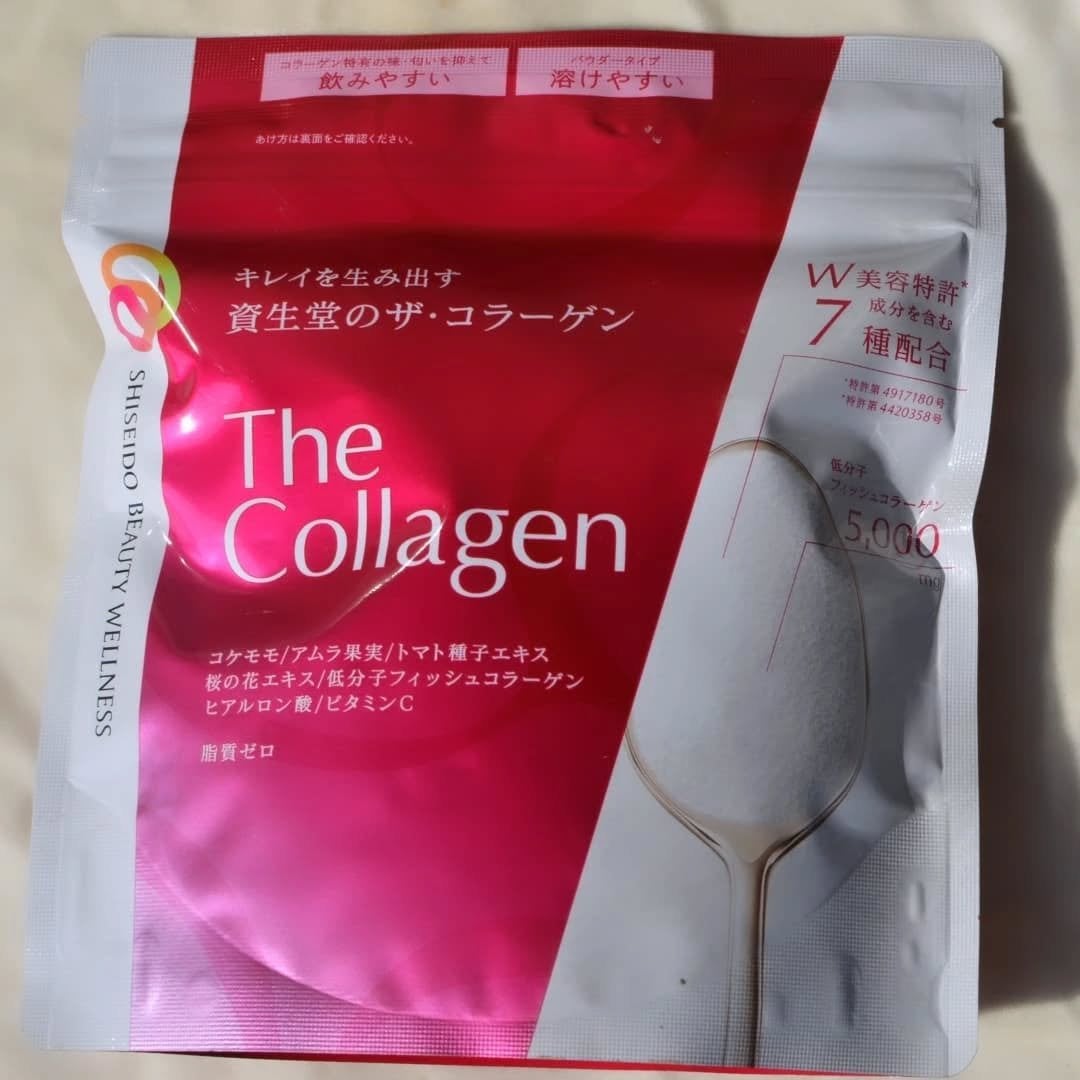 コラーゲン特有の味・匂いを抑えて
飲みやすい
パウダータイプ
溶けやすい
あけ方は裏面をご確認ください。
キレイを生み出す
資生堂のザ・コラーゲン
The
Collagen
コケモモ/アムラ果実/トマト種子エキス
桜の花エキス/低分子フィッシュコラーゲン
ヒアルロン酸/ビタミンC
脂質ゼロ
SHISEIDO BEAUTY WELLNESS
W美容特許*
成分を含む
7種配合
*特許第4917180号
*特許第4420358号
低分子
フィッシュコラーゲン
5,000
mg